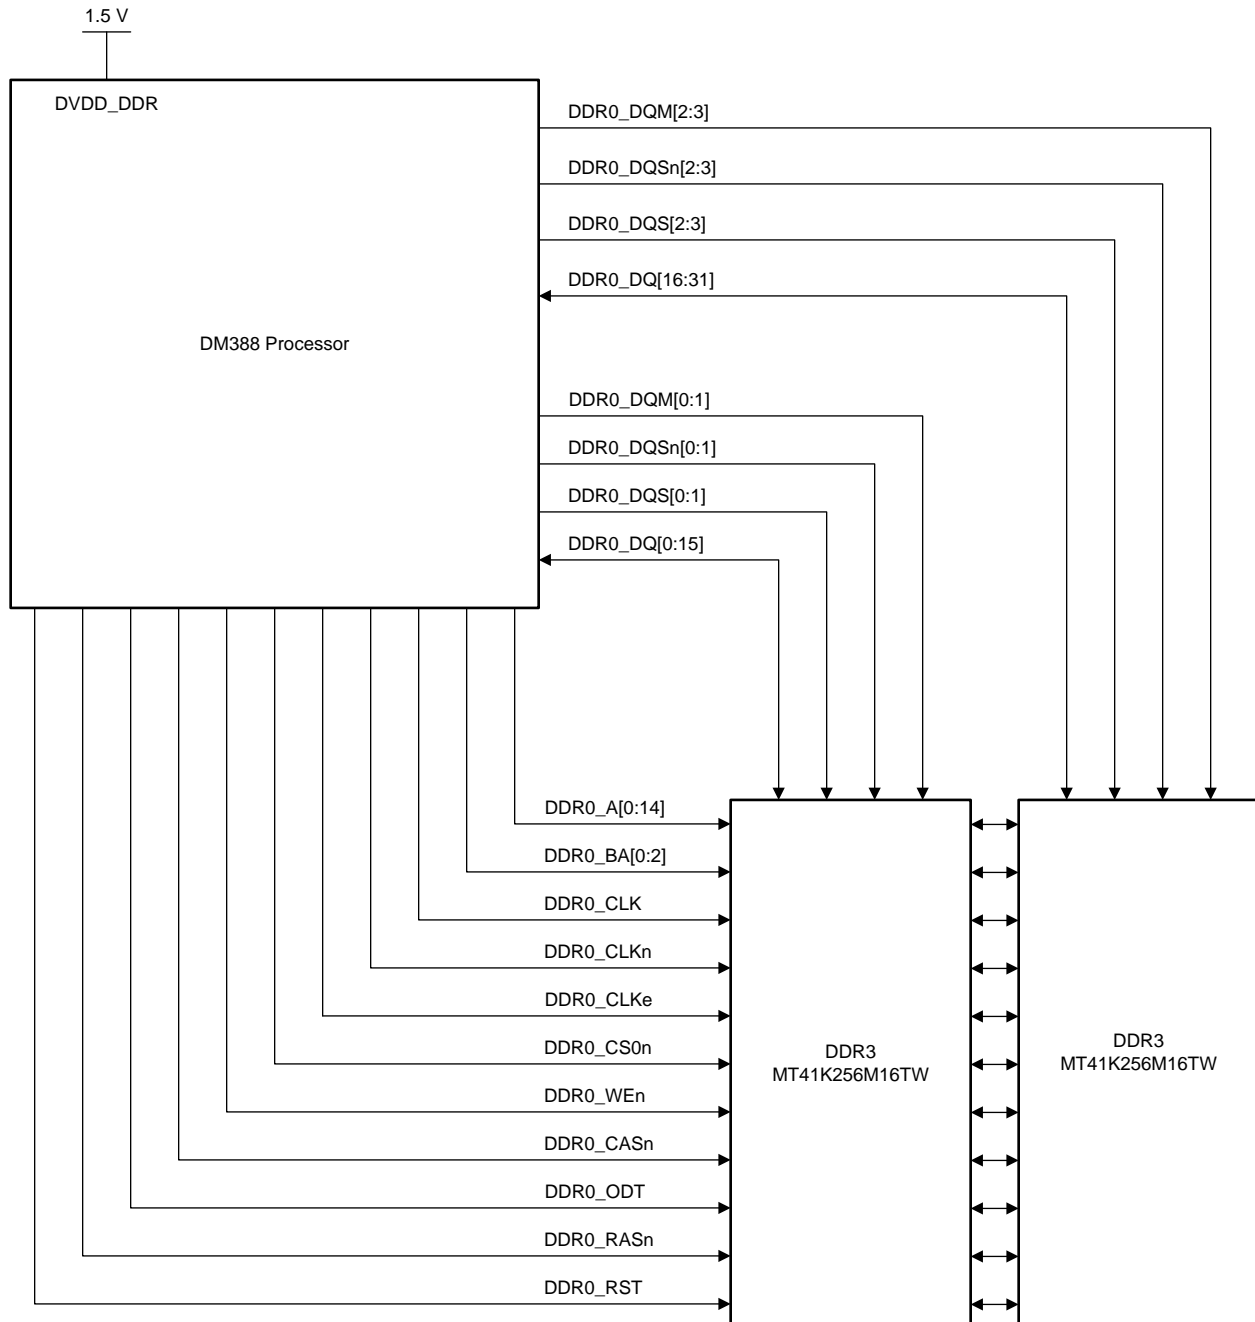 1.5 V
DVDD_DDR
DDR0_DQM[2:3]
DDR0_DQSn[2:3]
DDR0_DQS[2:3]
DDR0_DQ[16:31]
DM388 Processor
DDR0_DQM[0:1]
DDR0_DQSn[0:1]
DDR0_DQS[0:1]
DDR0_DQ[0:15]
DDR0_A[0:14]
DDR0_BA[0:2]
DDR0_CLK
DDR0_CLKn
DDR0_CLKe
DDR0_CS0n
DDR0_WEn
DDR0_CASn
DDR0_ODT
DDR0_RASn
DDR0_RST
DDR3
MT41K256M16TW
DDR3
MT41K256M16TW